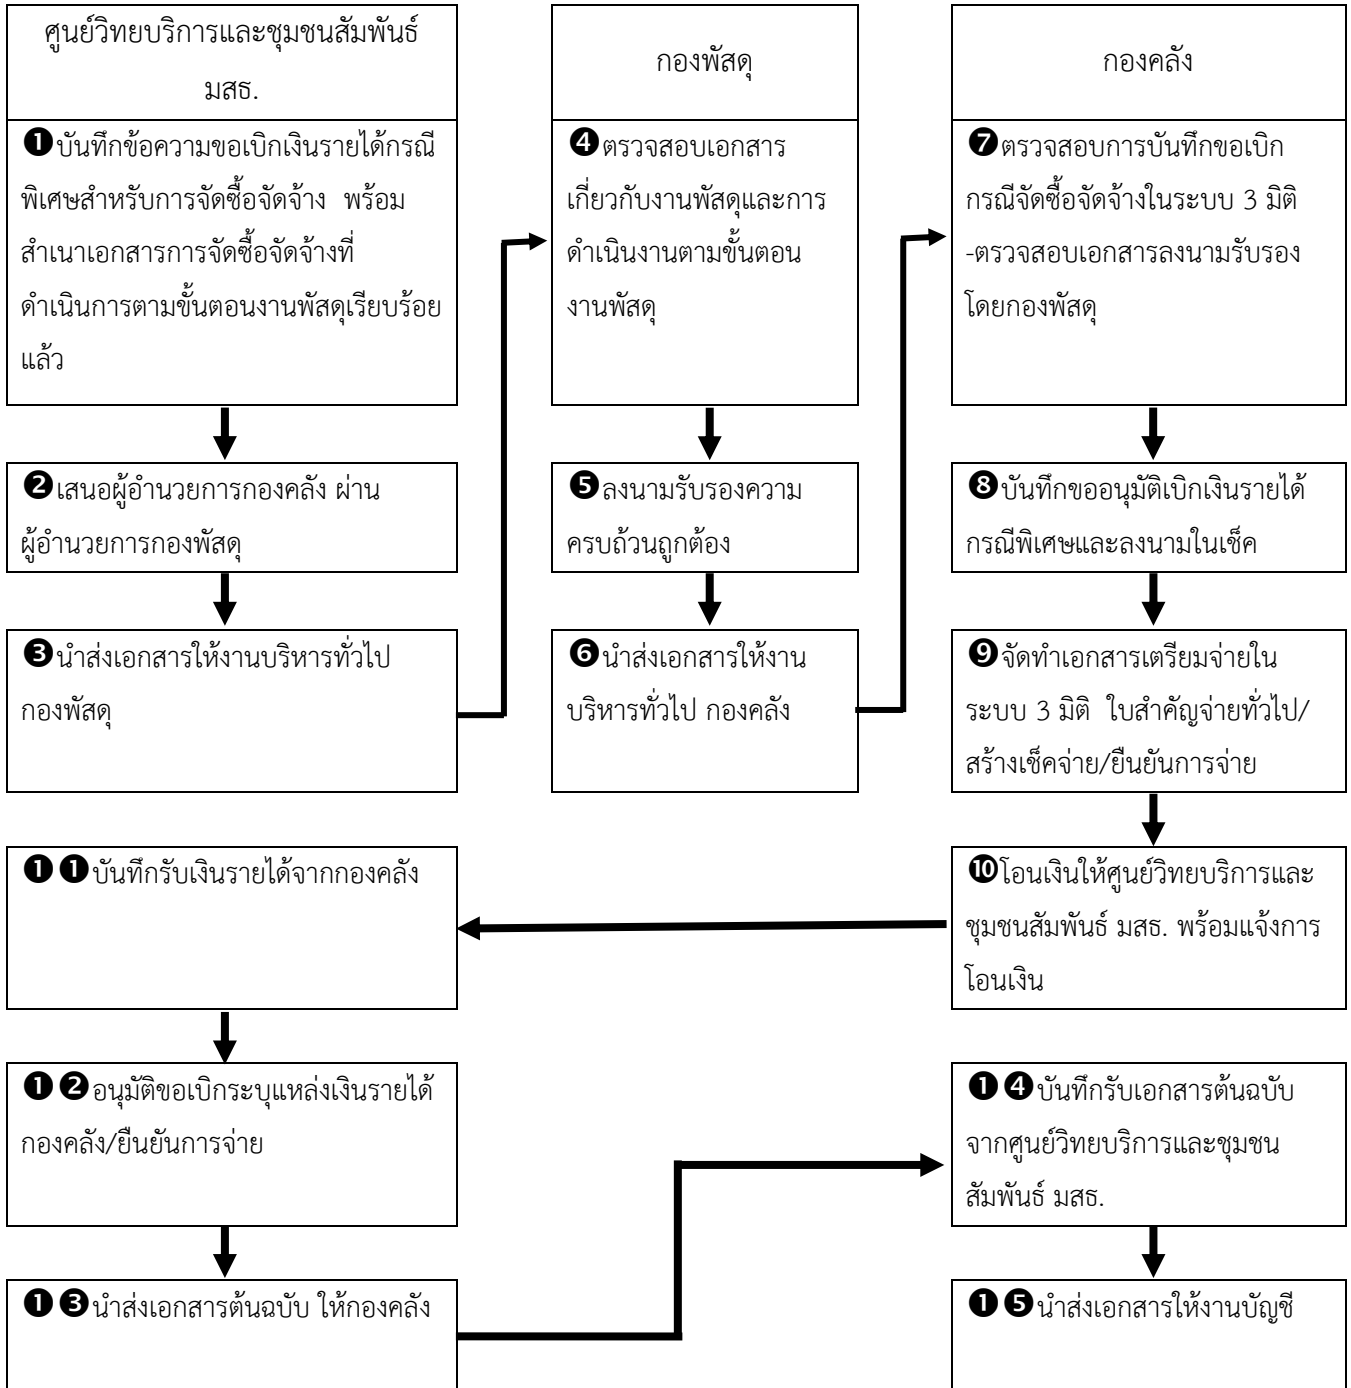 ศูนย์วิทยบริการและชุมชนสัมพันธ์
มสธ.
กองพัสดุ
กองคลัง
❶บันทึกข้อความขอเบิกเงินรายได้กรณี
พิเศษสำหรับการจัดซื้อจัดจ้าง พร้อม
สำเนาเอกสารการจัดซื้อจัดจ้างที่
ดำเนินการตามขั้นตอนงานพัสดุเรียบร้อย
แล้ว
❷เสนอผู้อำนวยการกองคลัง ผ่าน
ผู้อำนวยการกองพัสดุ
❸นำส่งเอกสารให้งานบริหารทั่วไป
กองพัสดุ
❹ตรวจสอบเอกสาร
เกี่ยวกับงานพัสดุและการ
ดำเนินงานตามขั้นตอน
งานพัสดุ
❺ลงนามรับรองความ
ครบถ้วนถูกต้อง
❻นำส่งเอกสารให้งาน
บริหารทั่วไป กองคลัง
❼ตรวจสอบการบันทึกขอเบิก
กรณีจัดซื้อจัดจ้างในระบบ 3 มิติ
-ตรวจสอบเอกสารลงนามรับรอง
โดยกองพัสดุ
❽บันทึกขออนุมัติเบิกเงินรายได้
กรณีพิเศษและลงนามในเช็ค
❾จัดทำเอกสารเตรียมจ่ายใน
ระบบ 3 มิติ ใบสำคัญจ่ายทั่วไป/
สร้างเช็คจ่าย/ยืนยันการจ่าย
❿โอนเงินให้ศูนย์วิทยบริการและ
ชุมชนสัมพันธ์ มสธ. พร้อมแจ้งการ
โอนเงิน
❶ ❶บันทึกรับเงินรายได้จากกองคลัง
❶ ❷อนุมัติขอเบิกระบุแหล่งเงินรายได้
กองคลัง/ยืนยันการจ่าย
❶ ❸นำส่งเอกสารต้นฉบับ ให้กองคลัง
❶ ❹บันทึกรับเอกสารต้นฉบับ
จากศูนย์วิทยบริการและชุมชน
สัมพันธ์ มสธ.
❶ ❺นำส่งเอกสารให้งานบัญชี